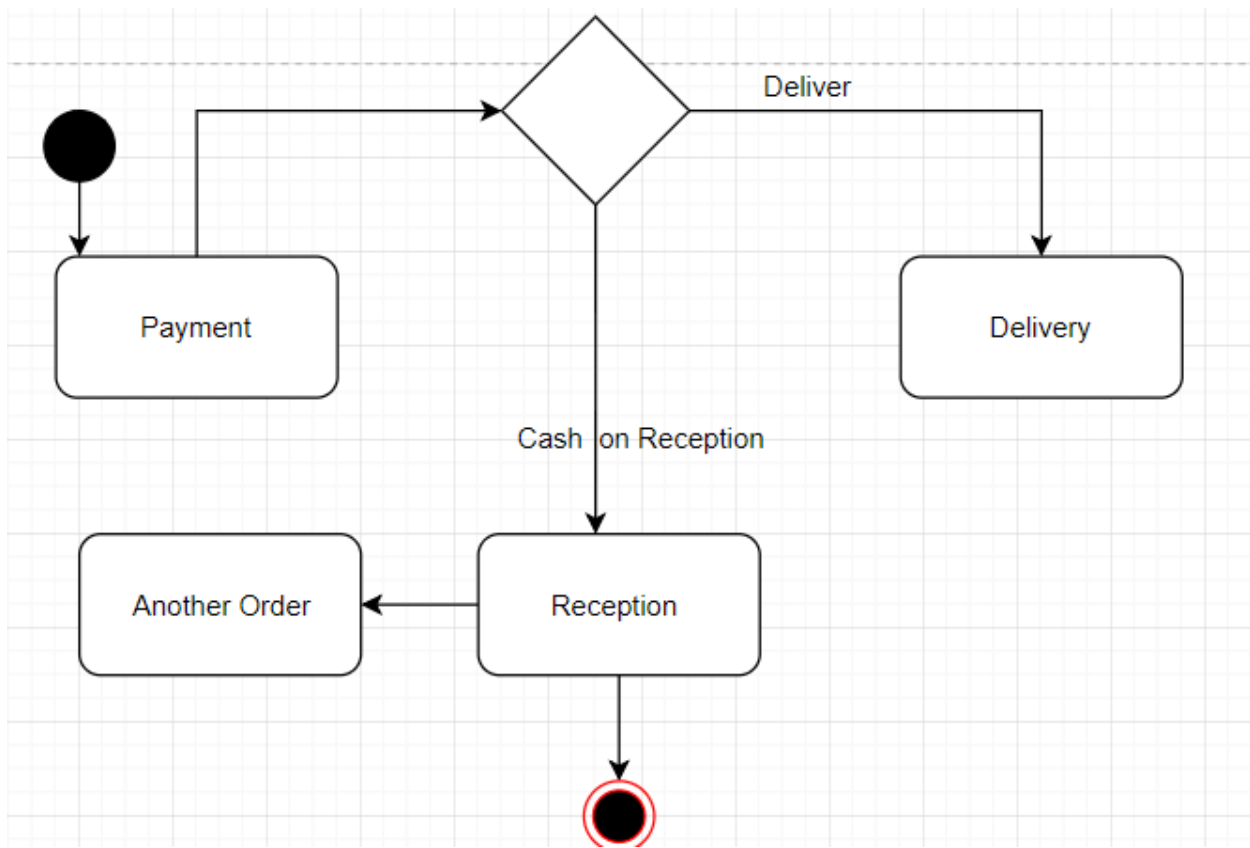 Deliver
Payment
Delivery
Cash on Reception
Another Order
Reception